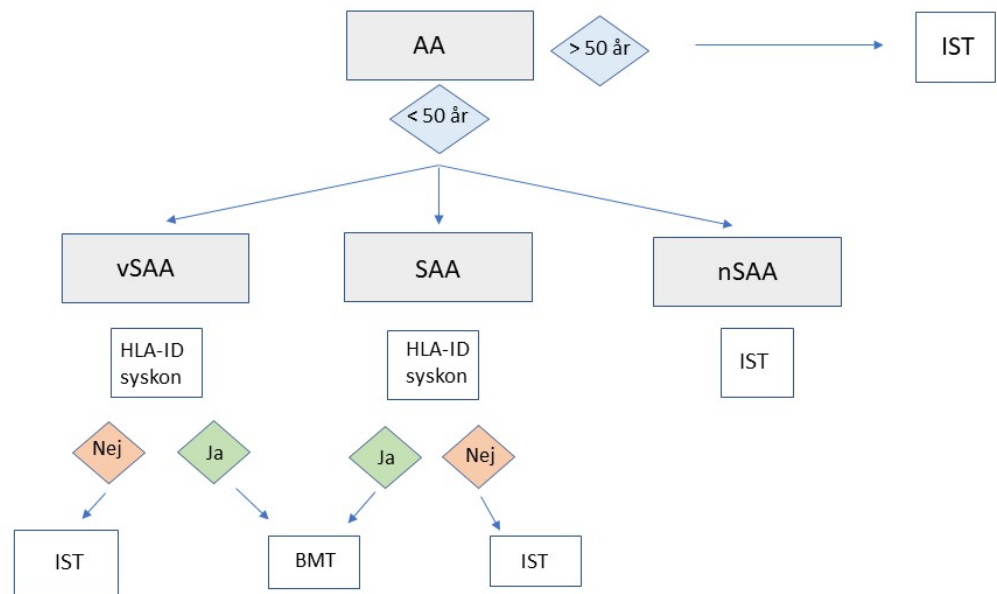 AA
> 50 år
IST
< 50 år
vSAA
SAA
nSAA
HLA-ID
syskon
HLA-ID
syskon
IST
Nej
Ja
Ja
Nej
IST
BMT
IST